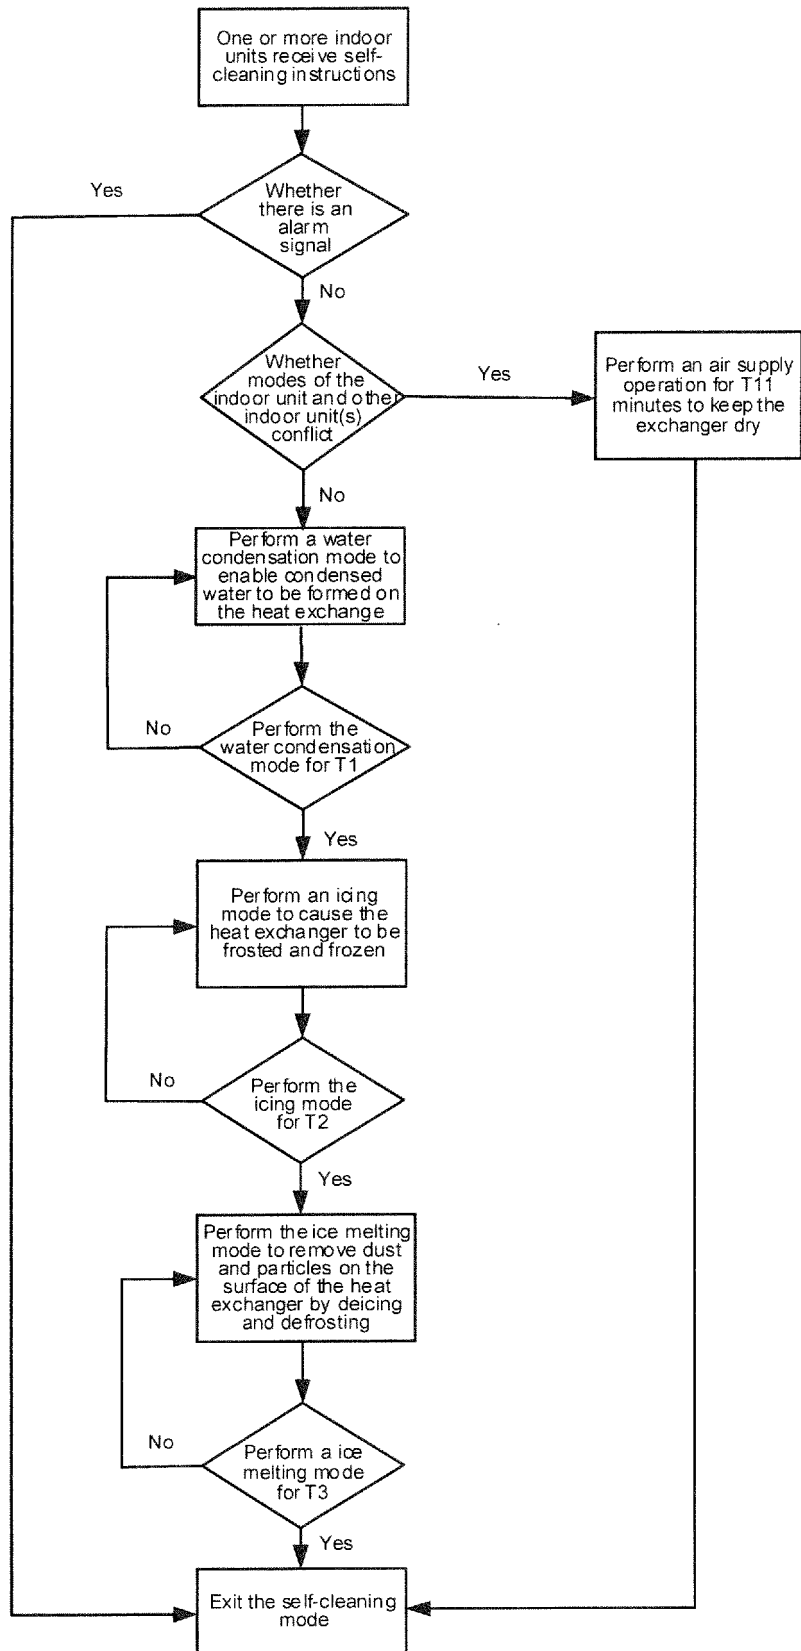 One or more indoor
units receive self-
cleaning instructions
Yes
Whether
there is an
alarm
signal
No
Whether
modes of the
indoor unit and other
indoor unit(s)
conflict
Yes
Perform an air supply
operation for T11
minutes to keep the
exchanger dry
No
Perform a water
condensation mode to
enable condensed
water to be formed on
the heat exchange
No
Perform the
water condensation
mode for T1
Yes
Perform an icing
mode to cause the
heat exchanger to be
frosted and frozen
No
Perform the
icing mode
for T2
Yes
Perform the ice melting
mode to remove dust
and particles on the
surface of the heat
exchanger by deicing
and defrosting
No
Perform a ice
melting mode
for T3
Yes
Exit the self-cleaning
mode